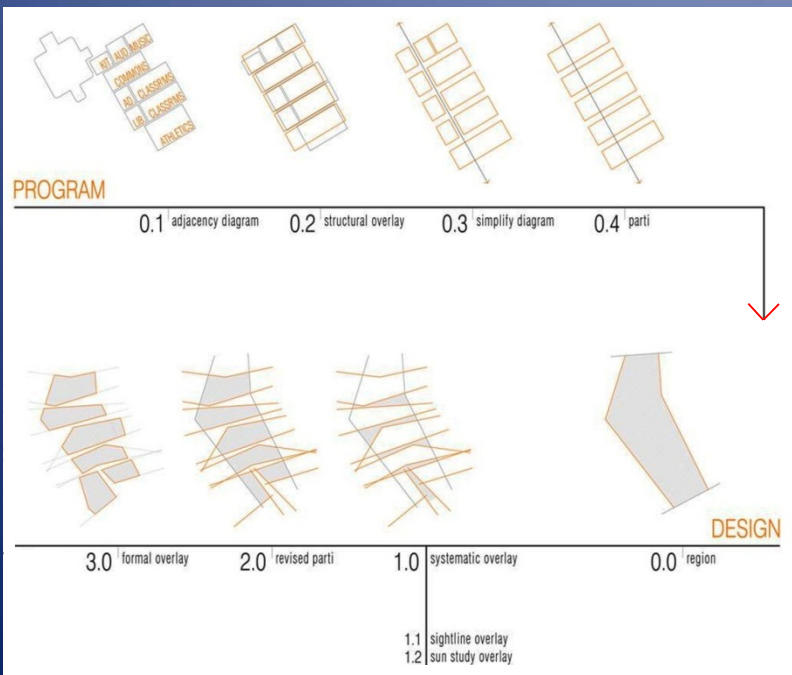 KIT
AUD
MUSIC
COMMONS
AD
CLASSRMS
LIB
CLASSRMS
ATHLETICS
PROGRAM
0.1 adjacency diagram
0.2 structural overlay
0.3 simplify diagram
0.4 parti
DESIGN
3.0 formal overlay
2.0 revised parti
1.0 systematic overlay
0.0 region
1.1 sightline overlay
1.2 sun study overlay